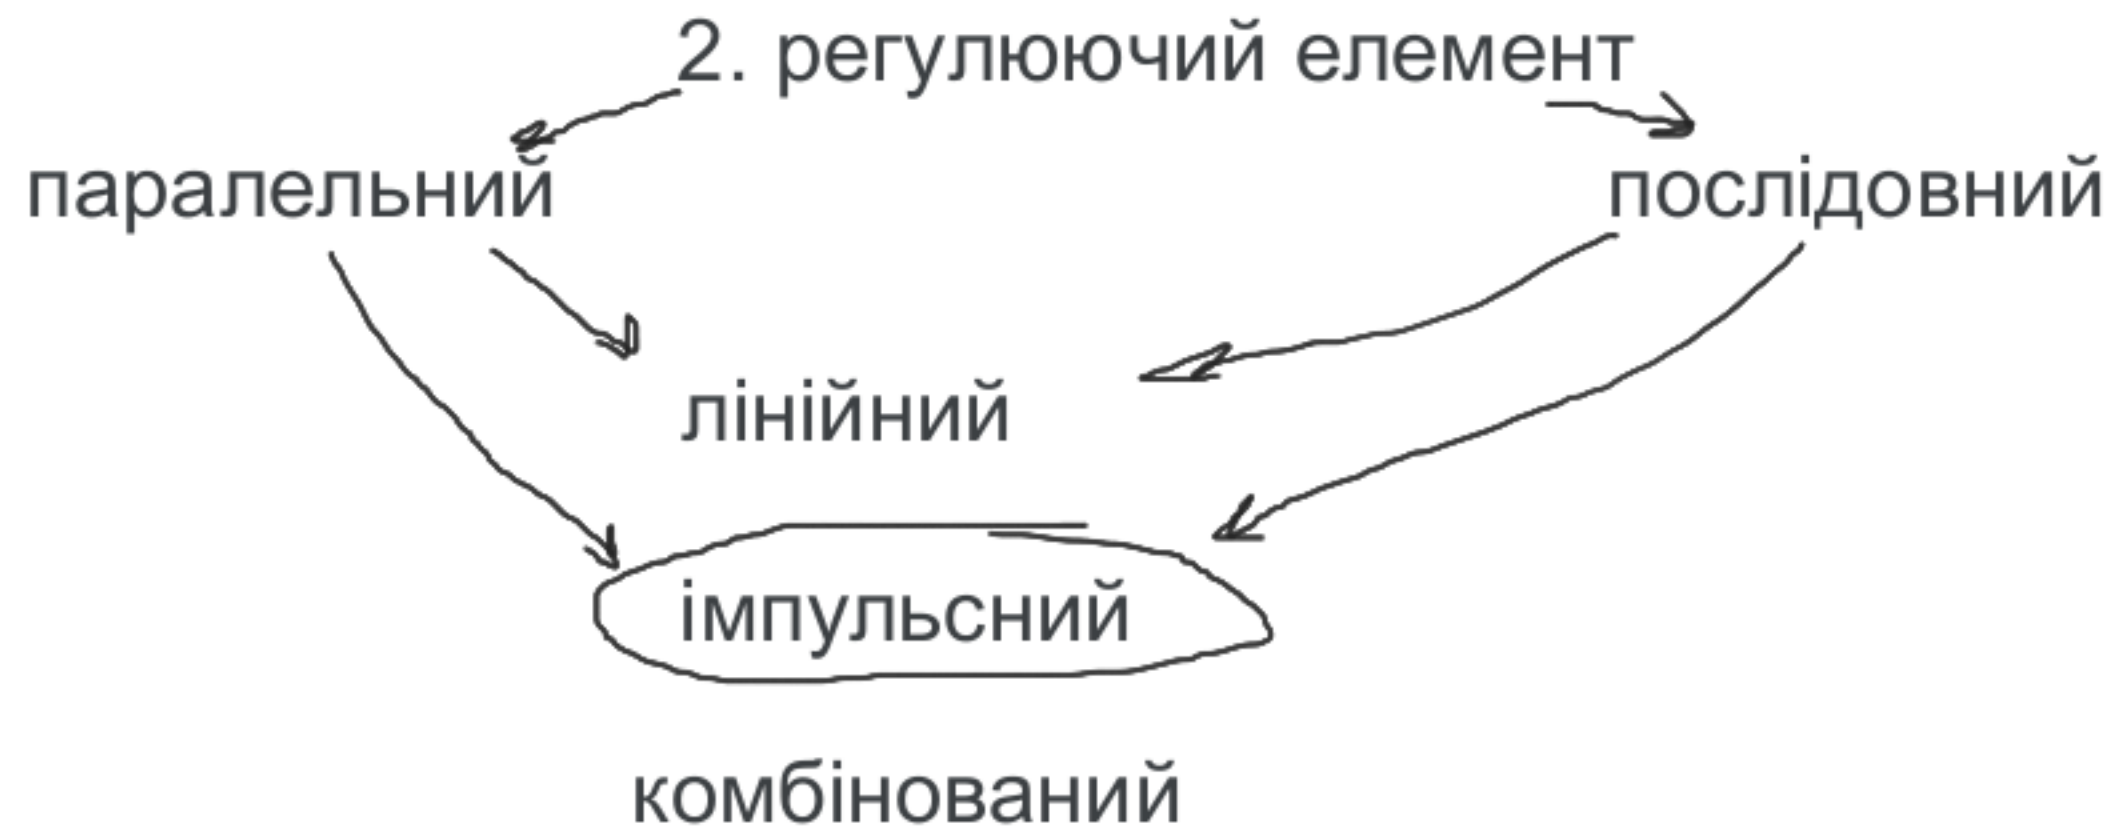 2. регулюючий елемент
паралельний послідовний
лінійний
імпульсний
комбінований